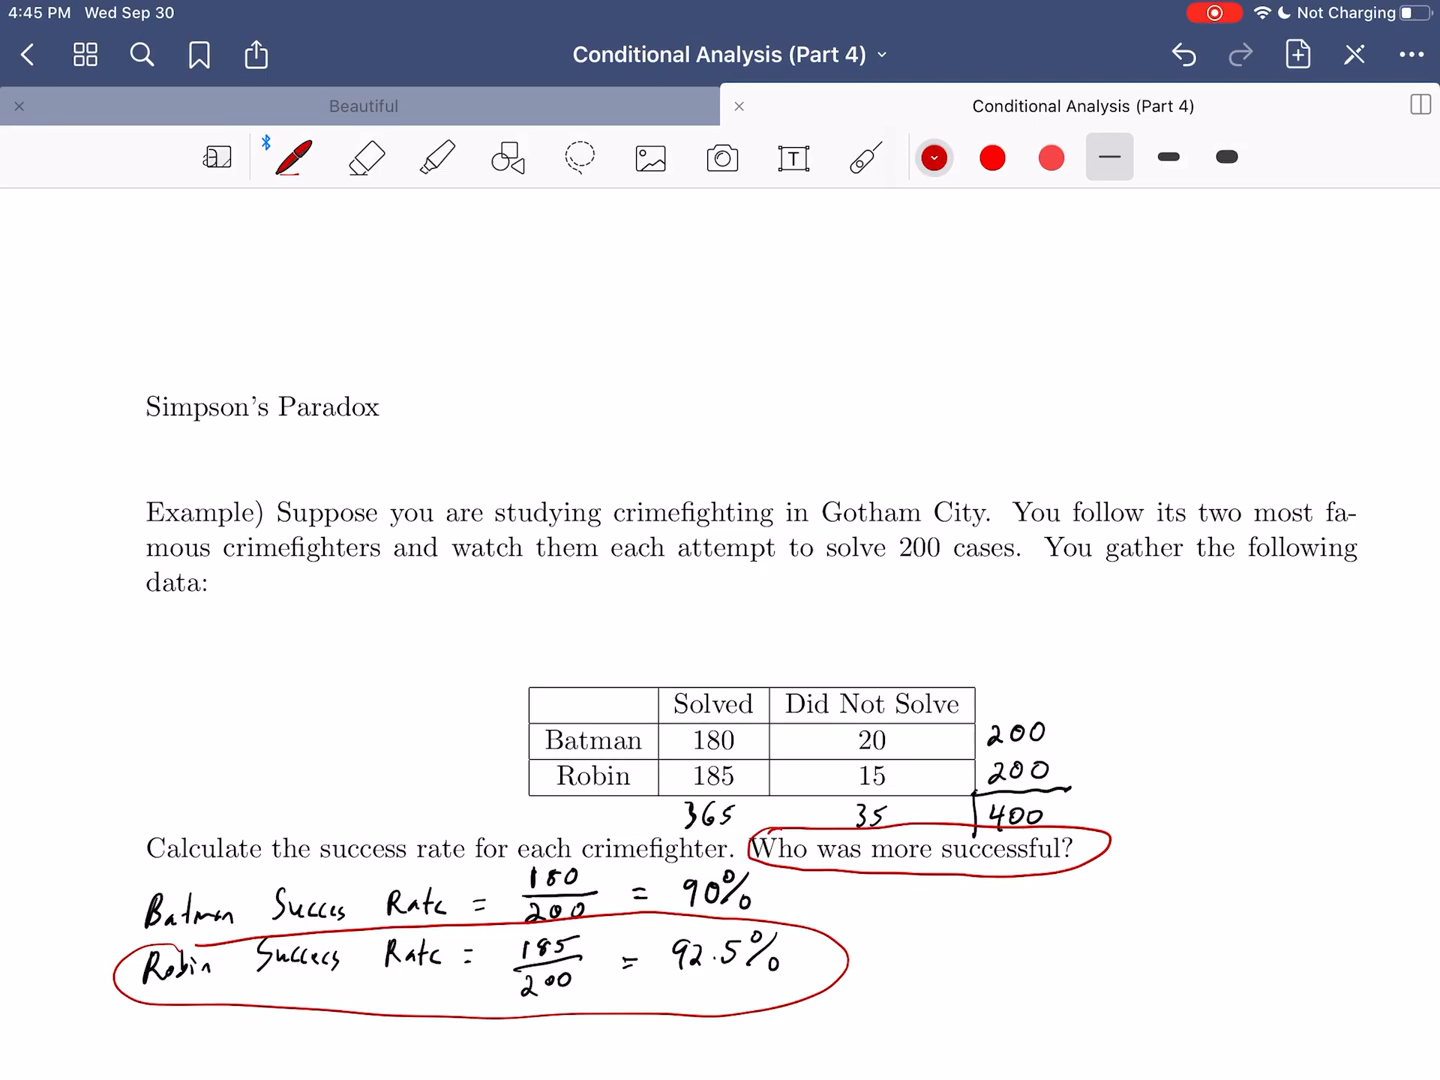 4:45 PM Wed Sep 30
Not Charging
Conditional Analysis (Part 4)
Beautiful
Conditional Analysis (Part 4)
T
Simpson's Paradox
Example) Suppose you are studying crimefighting in Gotham City. You follow its two most fa-
mous crimefighters and watch them each attempt to solve 200 cases. You gather the following
data:
Solved Did Not Solve
Batman 180 20 200
Robin 185 15 200
365 35 400
Calculate the success rate for each crimefighter. Who was more successful?
Batman Succes Rate = 180/200 = 90%
Robin Success Rate = 185/200 = 92.5%